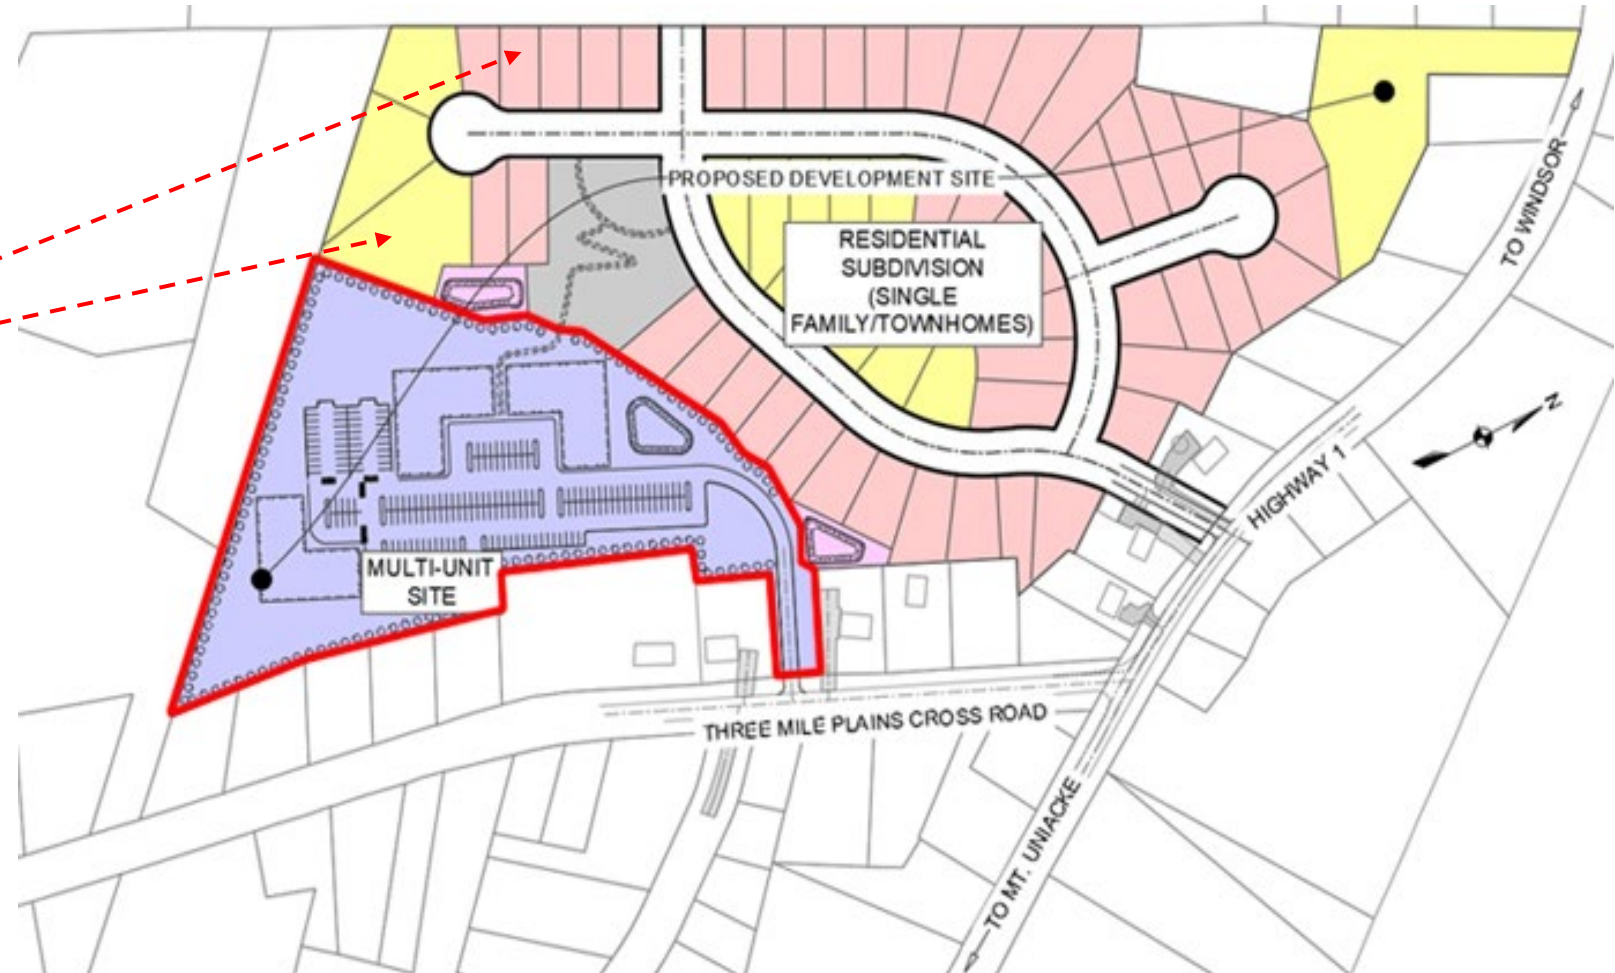 PROPOSED DEVELOPMENT SITE
RESIDENTIAL
SUBDIVISION
(SINGLE
FAMILY/TOWNHOMES)
TO WINDSOR
N
HIGHWAY 1
MULTI-UNIT
SITE
THREE MILE PLAINS CROSS ROAD
TO MT. UNIACKE